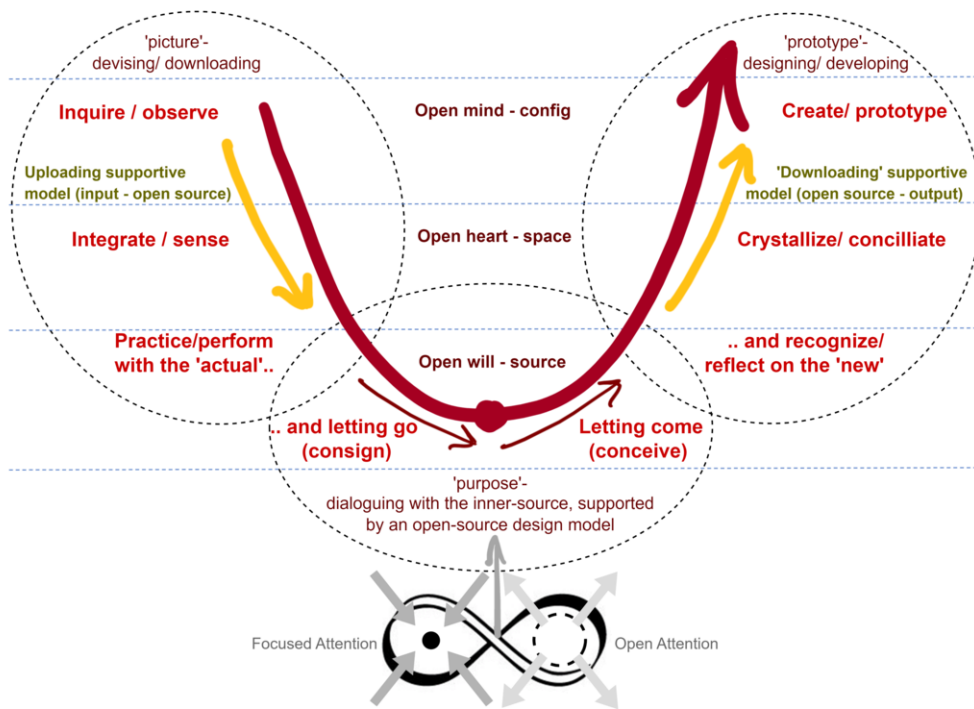 'picture'-
devising/ downloading
'prototype'-
designing/ developing
Inquire / observe
Open mind - config
Create/ prototype
Uploading supportive
model (input - open source)
'Downloading' supportive
model (open source - output)
Integrate / sense
Open heart - space
Crystallize/ concilliate
Practice/perform
with the 'actual'..
Open will - source
.. and recognize/
reflect on the 'new'
.. and letting go
(consign)
Letting come
(conceive)
'purpose'-
dialoguing with the inner-source, supported
by an open-source design model
Focused Attention
Open Attention